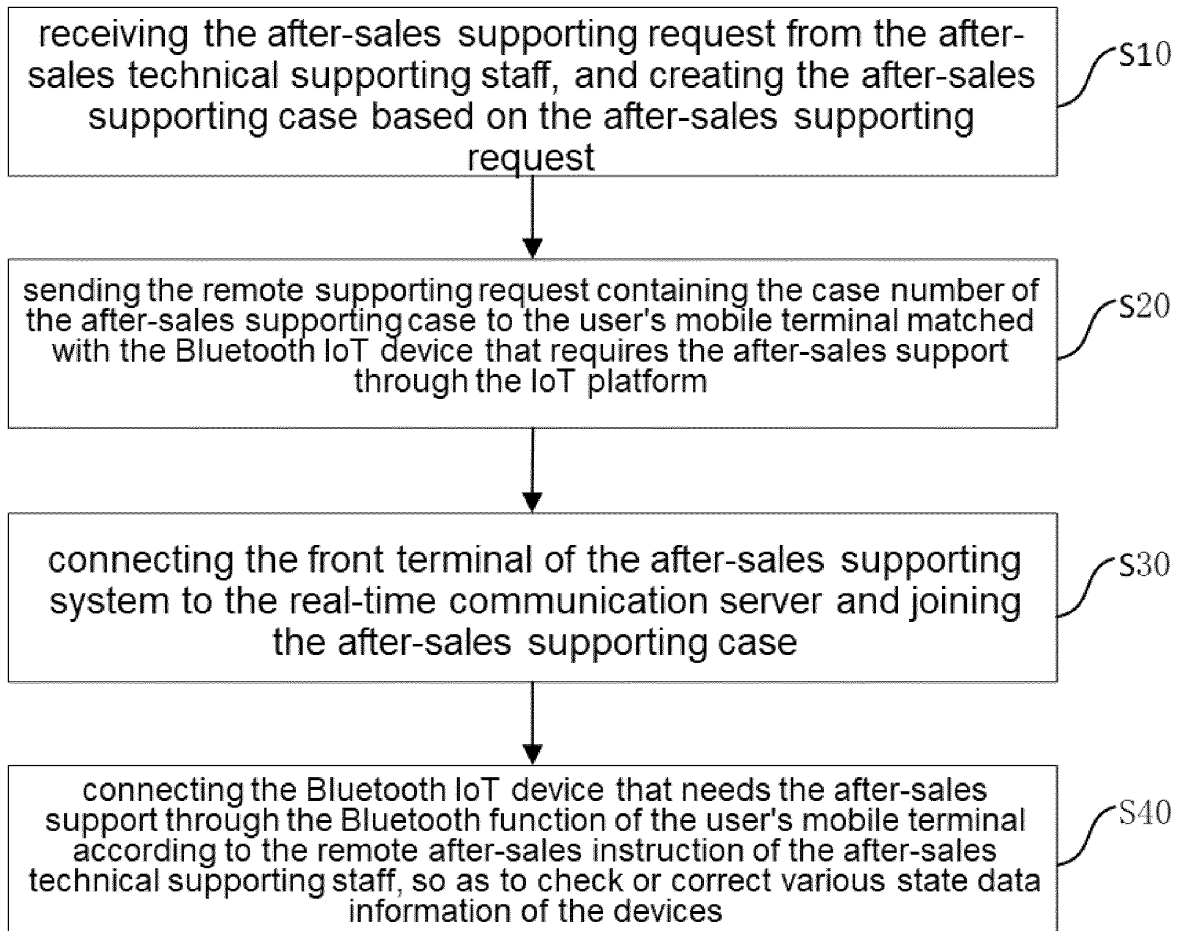 receiving the after-sales supporting request from the after-
sales technical supporting staff, and creating the after-sales
supporting case based on the after-sales supporting
request
S10
sending the remote supporting request containing the case number of
the after-sales supporting case to the user's mobile terminal matched
with the Bluetooth IoT device that requires the after-sales support
through the IoT platform
S20
connecting the front terminal of the after-sales supporting
system to the real-time communication server and joining
the after-sales supporting case
S30
connecting the Bluetooth IoT device that needs the after-sales
support through the Bluetooth function of the user's mobile terminal
according to the remote after-sales instruction of the after-sales
technical supporting staff, so as to check or correct various state data
information of the devices
S40